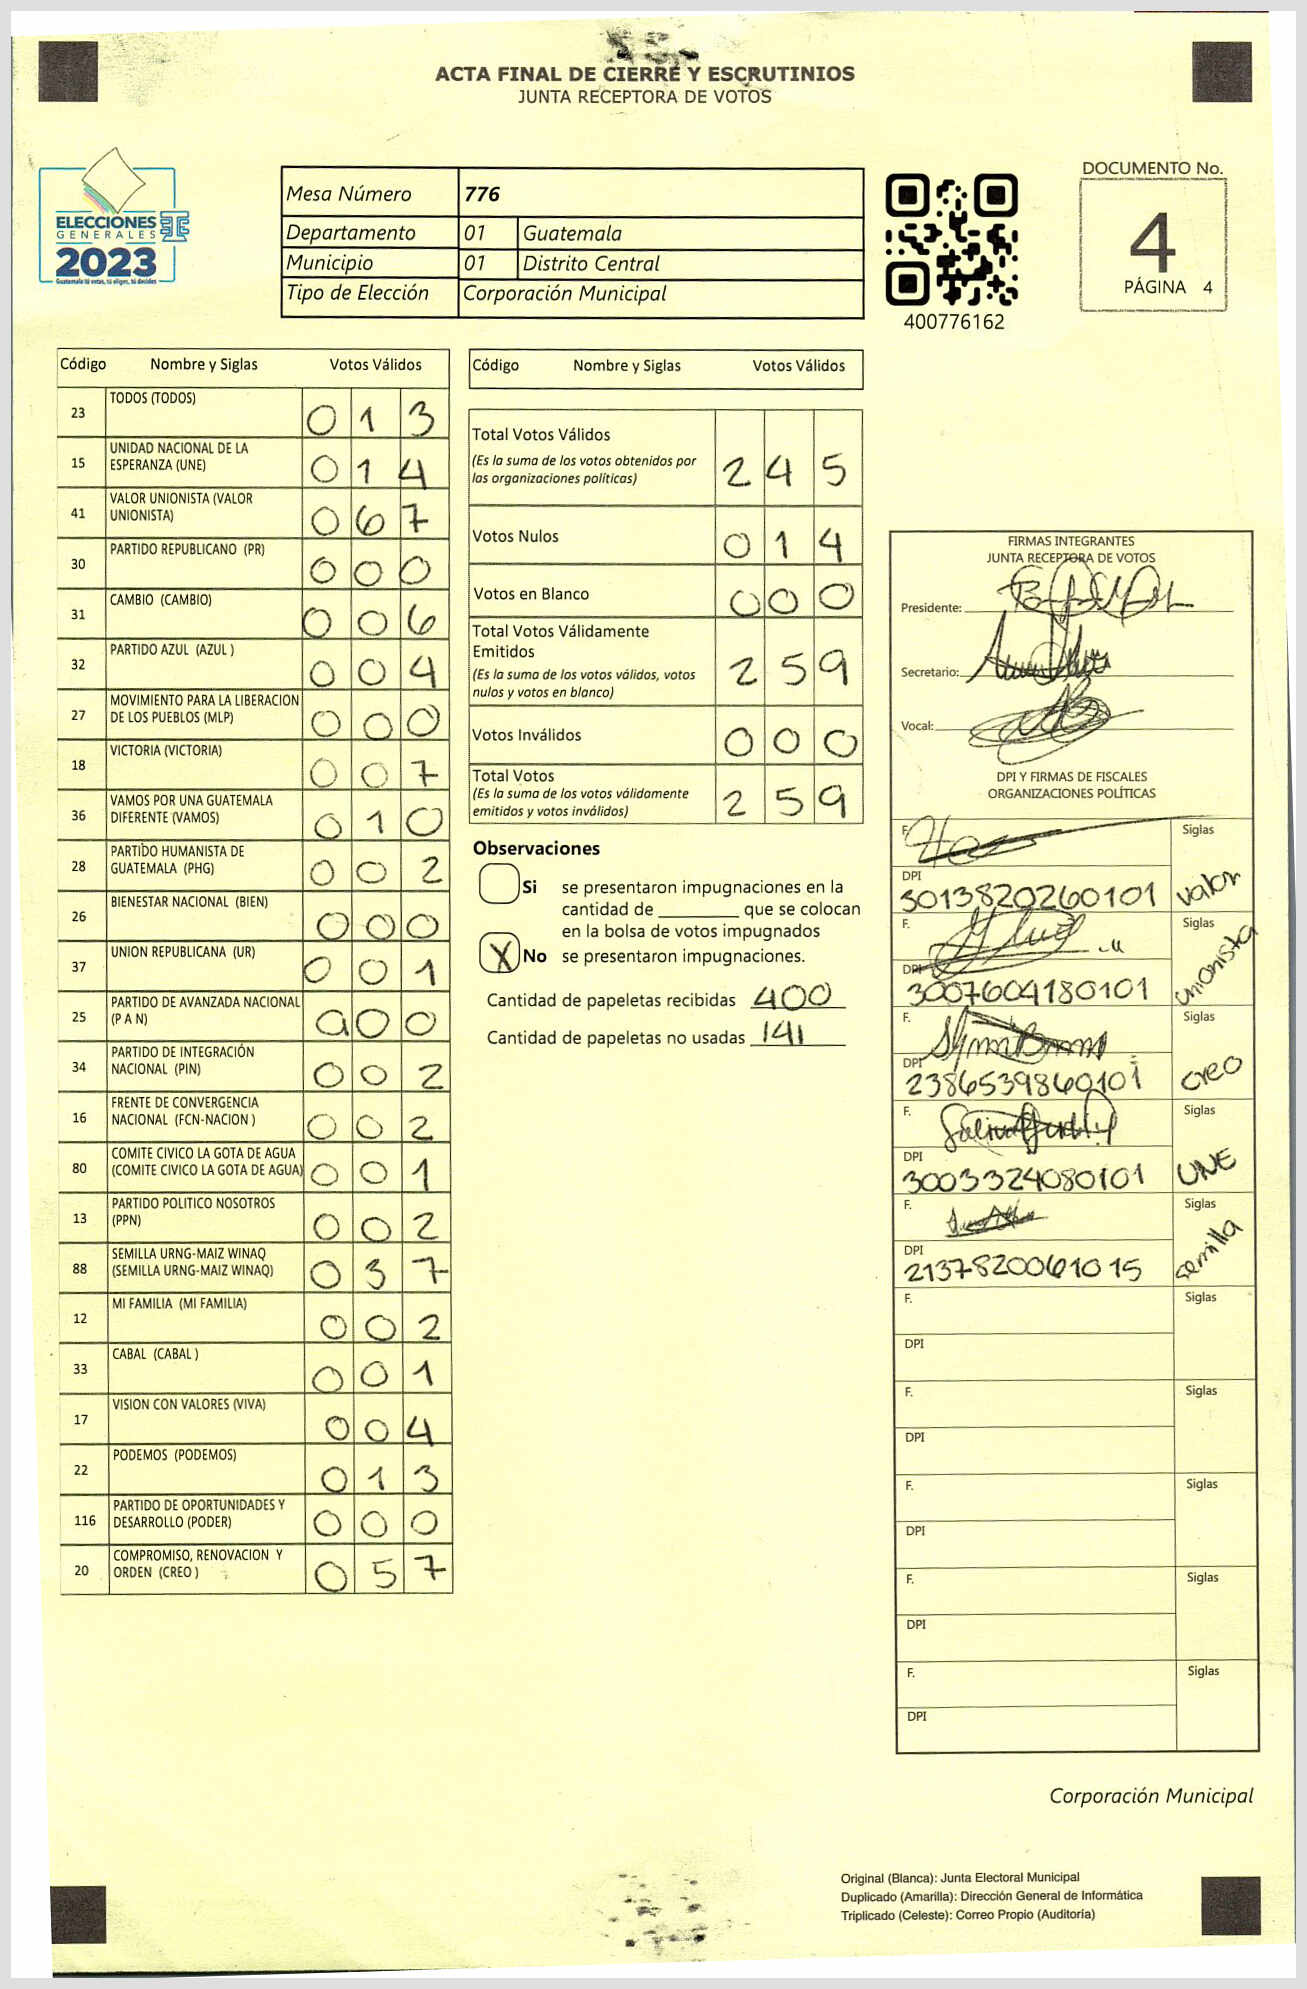 ACTA FINAL DE CIERRE Y ESCRUTINIOS
JUNTA RECEPTORA DE VOTOS
ELECCIONES
GENERALES
2023
Guatemala tú votas, tú eliges, tú decides
Mesa Número 776
Departamento 01 Guatemala
Municipio 01 Distrito Central
Tipo de Elección Corporación Municipal
400776162
DOCUMENTO No.
4
PÁGINA 4
Código Nombre y Siglas Votos Válidos
23 TODOS (TODOS) 0 1 3
15 UNIDAD NACIONAL DE LA ESPERANZA (UNE) 0 1 4
41 VALOR UNIONISTA (VALOR UNIONISTA) 0 6 7
30 PARTIDO REPUBLICANO (PR) 0 0 0
31 CAMBIO (CAMBIO) 0 0 6
32 PARTIDO AZUL (AZUL ) 0 0 4
27 MOVIMIENTO PARA LA LIBERACION DE LOS PUEBLOS (MLP) 0 0 0
18 VICTORIA (VICTORIA) 0 0 7
36 VAMOS POR UNA GUATEMALA DIFERENTE (VAMOS) 0 1 0
28 PARTIDO HUMANISTA DE GUATEMALA (PHG) 0 0 2
26 BIENESTAR NACIONAL (BIEN) 0 0 0
37 UNION REPUBLICANA (UR) 0 0 1
25 PARTIDO DE AVANZADA NACIONAL (P A N) 0 0 0
34 PARTIDO DE INTEGRACIÓN NACIONAL (PIN) 0 0 2
16 FRENTE DE CONVERGENCIA NACIONAL (FCN-NACION ) 0 0 2
80 COMITE CIVICO LA GOTA DE AGUA (COMITE CIVICO LA GOTA DE AGUA) 0 0 1
13 PARTIDO POLITICO NOSOTROS (PPN) 0 0 2
88 SEMILLA URNG-MAIZ WINAQ (SEMILLA URNG-MAIZ WINAQ) 0 3 7
12 MI FAMILIA (MI FAMILIA) 0 0 2
33 CABAL (CABAL ) 0 0 1
17 VISION CON VALORES (VIVA) 0 0 4
22 PODEMOS (PODEMOS) 0 1 3
116 PARTIDO DE OPORTUNIDADES Y DESARROLLO (PODER) 0 0 0
20 COMPROMISO, RENOVACION Y ORDEN (CREO ) 0 5 7
Código Nombre y Siglas Votos Válidos
Total Votos Válidos 2 4 5
(Es la suma de los votos obtenidos por
las organizaciones políticas)
Votos Nulos 0 1 4
Votos en Blanco 0 0 0
Total Votos Válidamente
Emitidos 2 5 9
(Es la suma de los votos válidos, votos
nulos y votos en blanco)
Votos Inválidos 0 0 0
Total Votos 2 5 9
(Es la suma de los votos válidamente
emitidos y votos inválidos)
Observaciones
Si se presentaron impugnaciones en la
cantidad de ________ que se colocan
en la bolsa de votos impugnados
X No se presentaron impugnaciones.
Cantidad de papeletas recibidas 400
Cantidad de papeletas no usadas 141
FIRMAS INTEGRANTES
JUNTA RECEPTORA DE VOTOS
Presidente:
Secretario:
Vocal:
DPI Y FIRMAS DE FISCALES
ORGANIZACIONES POLÍTICAS
F. Siglas
DPI
3013820260101 valor
F. Siglas
DPI
3007604180101 unionista
F. Siglas
DPI
2386539860101 creo
F. Siglas
DPI
3003324080101 UNE
F. Siglas
DPI
2137820061015 semilla
F. Siglas
DPI
F. Siglas
DPI
F. Siglas
DPI
F. Siglas
DPI
F. Siglas
DPI
Corporación Municipal
Original (Blanca): Junta Electoral Municipal
Duplicado (Amarilla): Dirección General de Informática
Triplicado (Celeste): Correo Propio (Auditoría)